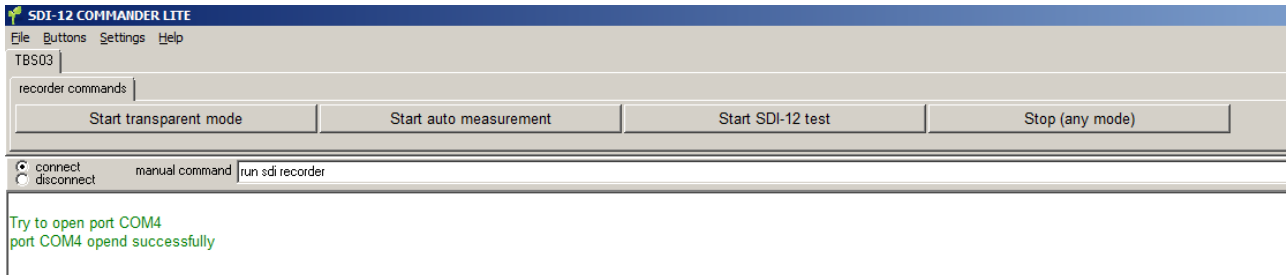 SDI-12 COMMANDER LITE
File Buttons Settings Help
TBS03
recorder commands
Start transparent mode Start auto measurement Start SDI-12 test Stop (any mode)
connect
disconnect
manual command run sdi recorder
Try to open port COM4
port COM4 opend successfully